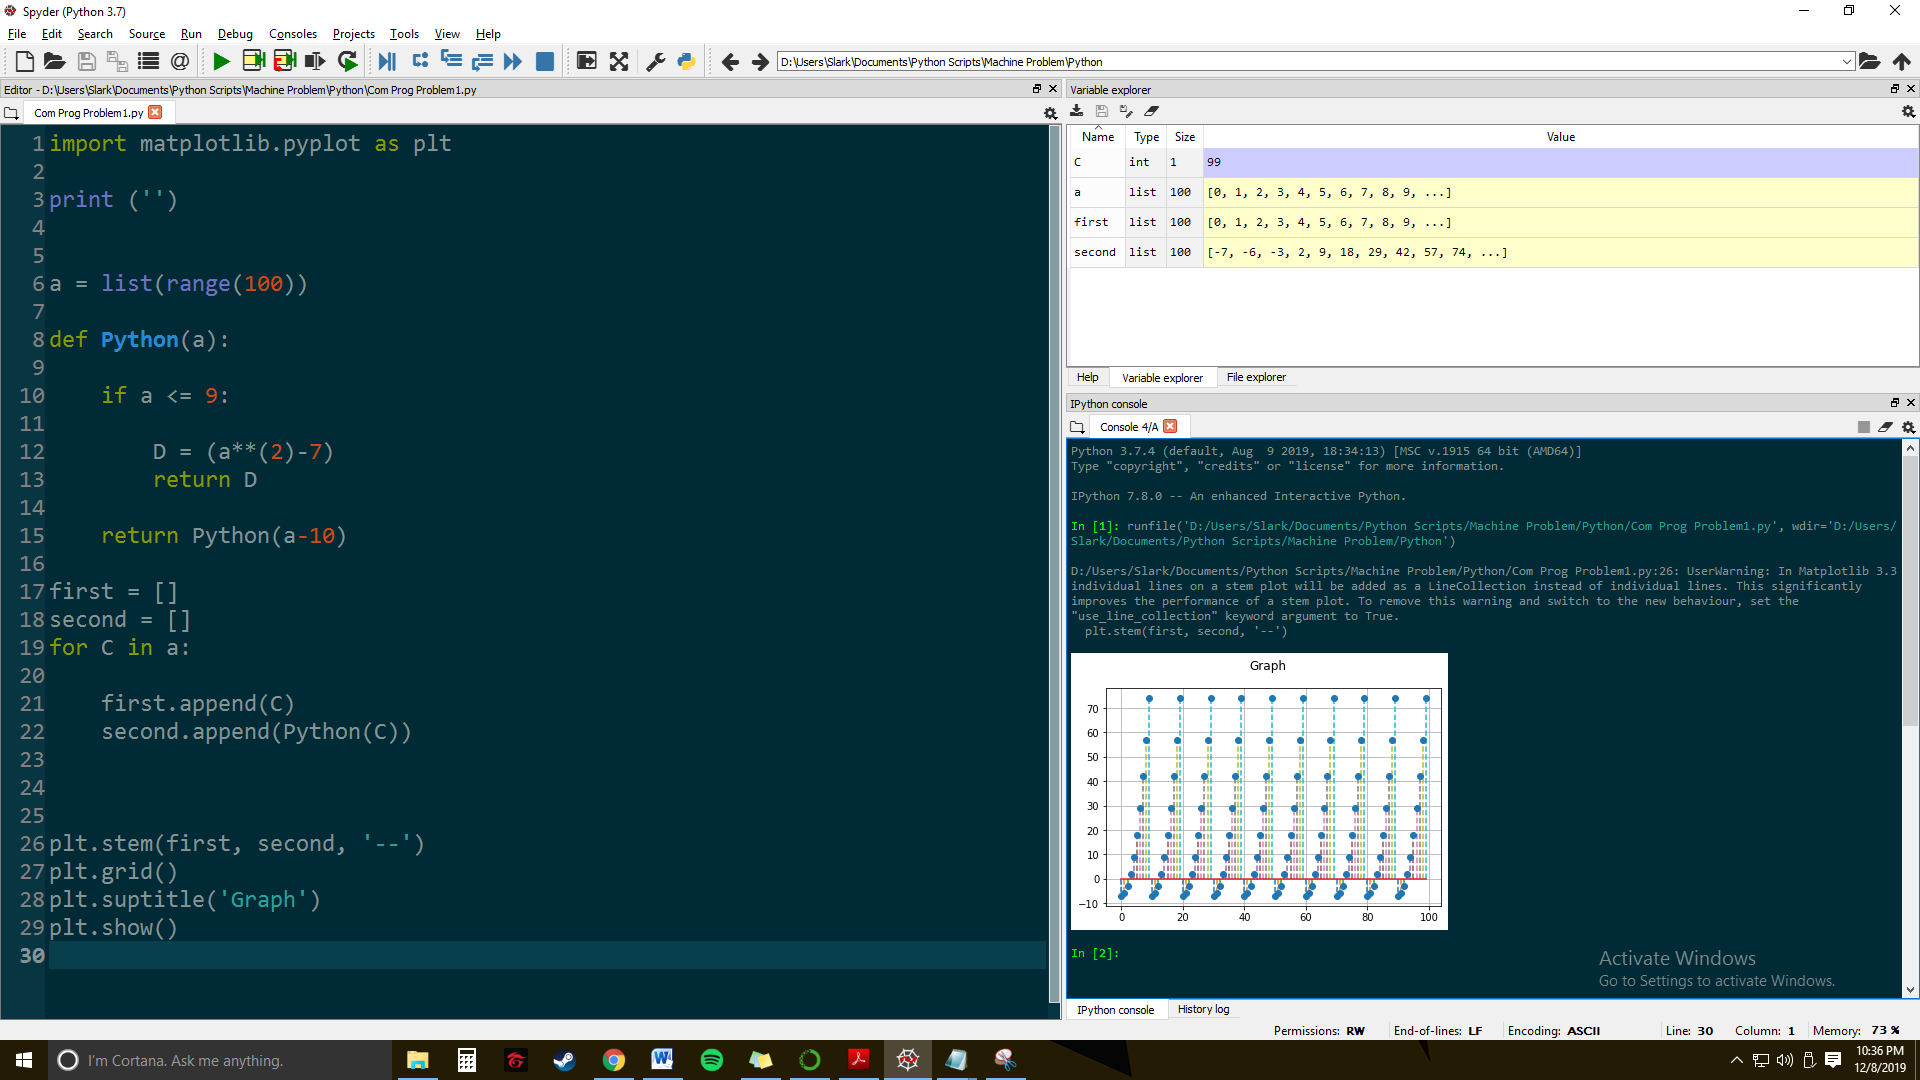 Spyder (Python 3.7)
File Edit Search Source Run Debug Consoles Projects Tools View Help
D:\Users\Slark\Documents\Python Scripts\Machine Problem\Python
Editor - D:\Users\Slark\Documents\Python Scripts\Machine Problem\Python\Com Prog Problem1.py
Com Prog Problem1.py
1 import matplotlib.pyplot as plt
2
3 print ('')
4
5
6 a = list(range(100))
7
8 def Python(a):
9
10     if a <= 9:
11
12         D = (a**(2)-7)
13         return D
14
15     return Python(a-10)
16
17 first = []
18 second = []
19 for C in a:
20
21     first.append(C)
22     second.append(Python(C))
23
24
25
26 plt.stem(first, second, '--')
27 plt.grid()
28 plt.suptitle('Graph')
29 plt.show()
30
Variable explorer
Name Type Size Value
C int 1 99
a list 100 [0, 1, 2, 3, 4, 5, 6, 7, 8, 9, ...]
first list 100 [0, 1, 2, 3, 4, 5, 6, 7, 8, 9, ...]
second list 100 [-7, -6, -3, 2, 9, 18, 29, 42, 57, 74, ...]
Help Variable explorer File explorer
IPython console
Console 4/A
Python 3.7.4 (default, Aug  9 2019, 18:34:13) [MSC v.1915 64 bit (AMD64)]
Type "copyright", "credits" or "license" for more information.
IPython 7.8.0 -- An enhanced Interactive Python.
In [1]: runfile('D:/Users/Slark/Documents/Python Scripts/Machine Problem/Python/Com Prog Problem1.py', wdir='D:/Users/
Slark/Documents/Python Scripts/Machine Problem/Python')
D:/Users/Slark/Documents/Python Scripts/Machine Problem/Python/Com Prog Problem1.py:26: UserWarning: In Matplotlib 3.3
individual lines on a stem plot will be added as a LineCollection instead of individual lines. This significantly
improves the performance of a stem plot. To remove this warning and switch to the new behaviour, set the
"use_line_collection" keyword argument to True.
  plt.stem(first, second, '--')
Graph
70
60
50
40
30
20
10
0
−10
0 20 40 60 80 100
In [2]:
Activate Windows
Go to Settings to activate Windows.
IPython console History log
Permissions: RW End-of-lines: LF Encoding: ASCII Line: 30 Column: 1 Memory: 73 %
I'm Cortana. Ask me anything.
10:36 PM
12/8/2019